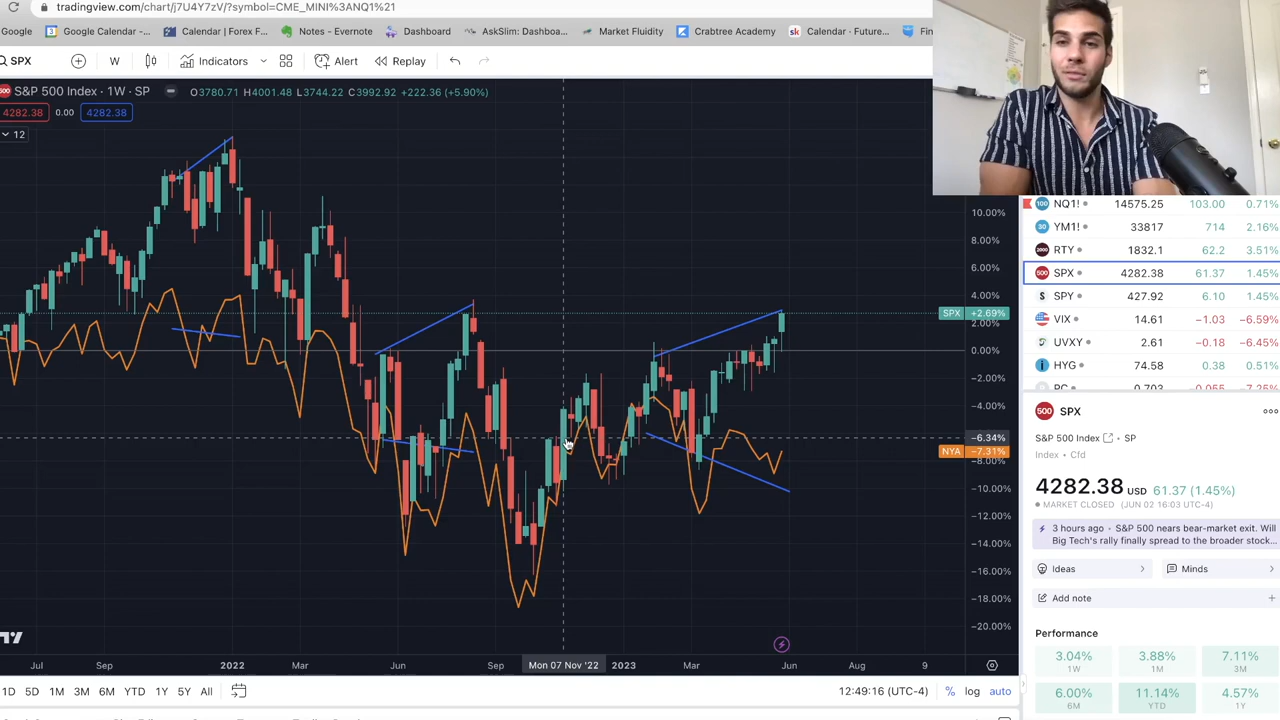 tradingview.com/chart/j7U4Y7zV/?symbol=CME_MINI%3ANQ1%21
Google Google Calendar -... Calendar | Forex F... Notes - Evernote Dashboard AskSlim: Dashboa... Market Fluidity Crabtree Academy Calendar - Future... Fin
SPX W Indicators Alert Replay
S&P 500 Index · 1W · SP O3780.71 H4001.48 L3744.22 C3992.92 +222.36 (+5.90%)
4282.38 0.00 4282.38
12
10.00%
8.00%
6.00%
4.00%
SPX +2.69%
2.00%
0.00%
−2.00%
−4.00%
−6.34%
NYA −7.31%
−8.00%
−10.00%
−12.00%
−14.00%
−16.00%
−18.00%
−20.00%
Jul Sep 2022 Mar Jun Sep Mon 07 Nov '22 2023 Mar Jun Aug 9
1D 5D 1M 3M 6M YTD 1Y 5Y All 12:49:16 (UTC-4) % log auto
NQ1! 14575.25 103.00 0.71%
YM1! 33817 714 2.16%
RTY 1832.1 62.2 3.51%
SPX 4282.38 61.37 1.45%
SPY 427.92 6.10 1.45%
VIX 14.61 −1.03 −6.59%
UVXY 2.61 −0.18 −6.45%
HYG 74.58 0.38 0.51%
PC 0.703 −0.055 −7.25%
500 SPX
S&P 500 Index · SP
Index • Cfd
4282.38 USD 61.37 (1.45%)
MARKET CLOSED (JUN 02 16:03 UTC-4)
3 hours ago · S&P 500 nears bear-market exit. Will
Big Tech's rally finally spread to the broader stock...
Ideas Minds
Add note
Performance
3.04% 3.88% 7.11%
1W 1M 3M
6.00% 11.14% 4.57%
6M YTD 1Y